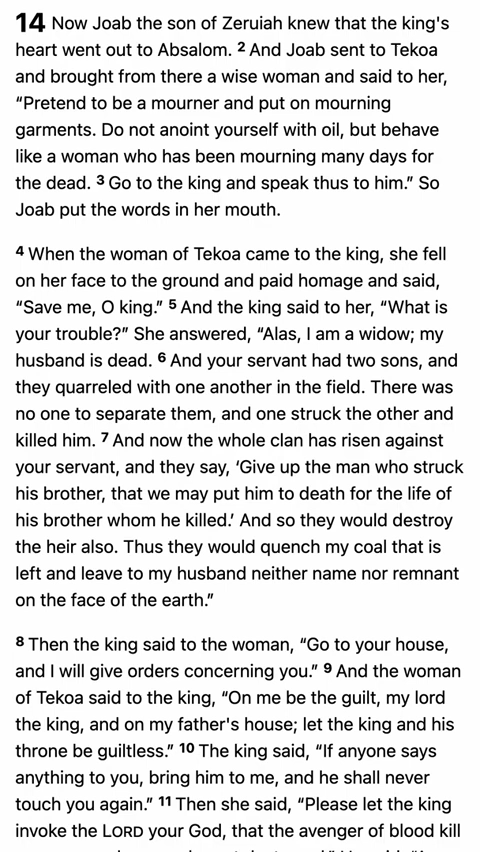 14 Now Joab the son of Zeruiah knew that the king's
heart went out to Absalom. 2 And Joab sent to Tekoa
and brought from there a wise woman and said to her,
“Pretend to be a mourner and put on mourning
garments. Do not anoint yourself with oil, but behave
like a woman who has been mourning many days for
the dead. 3 Go to the king and speak thus to him.” So
Joab put the words in her mouth.
4 When the woman of Tekoa came to the king, she fell
on her face to the ground and paid homage and said,
“Save me, O king.” 5 And the king said to her, “What is
your trouble?” She answered, “Alas, I am a widow; my
husband is dead. 6 And your servant had two sons, and
they quarreled with one another in the field. There was
no one to separate them, and one struck the other and
killed him. 7 And now the whole clan has risen against
your servant, and they say, ‘Give up the man who struck
his brother, that we may put him to death for the life of
his brother whom he killed.’ And so they would destroy
the heir also. Thus they would quench my coal that is
left and leave to my husband neither name nor remnant
on the face of the earth.”
8 Then the king said to the woman, “Go to your house,
and I will give orders concerning you.” 9 And the woman
of Tekoa said to the king, “On me be the guilt, my lord
the king, and on my father's house; let the king and his
throne be guiltless.” 10 The king said, “If anyone says
anything to you, bring him to me, and he shall never
touch you again.” 11 Then she said, “Please let the king
invoke the LORD your God, that the avenger of blood kill